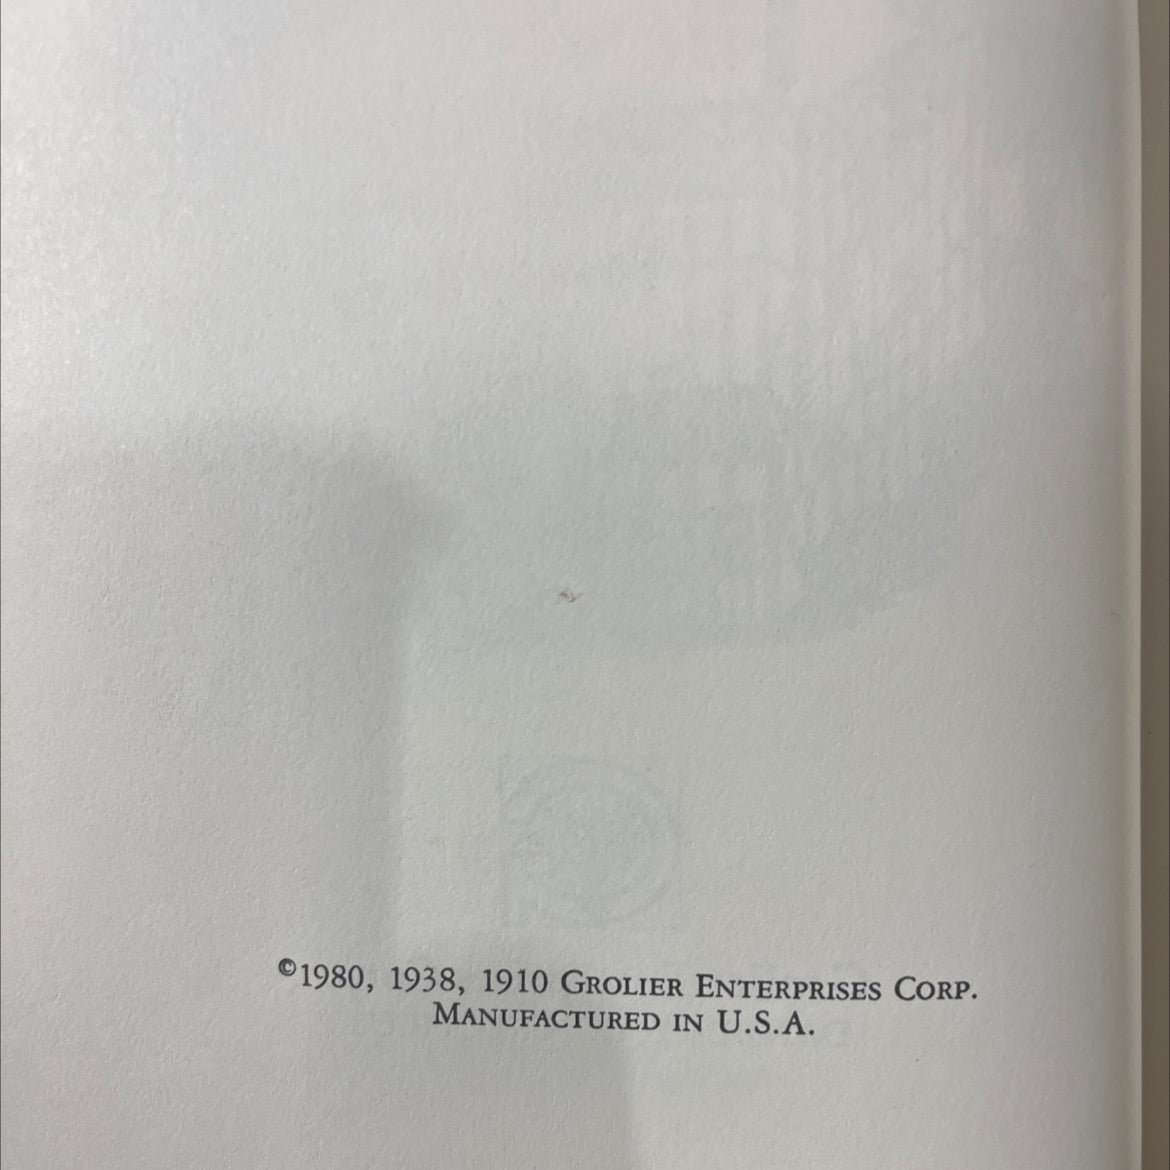 ©1980, 1938, 1910 Grolier Enterprises Corp.
Manufactured in U.S.A.